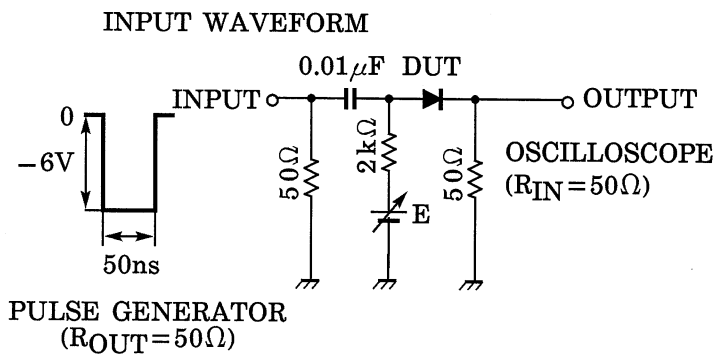 INPUT WAVEFORM
0.01μF DUT
0
INPUT
OUTPUT
−6V
50Ω
2kΩ
50Ω
OSCILLOSCOPE
(RIN=50Ω)
E
50ns
PULSE GENERATOR
(ROUT=50Ω)